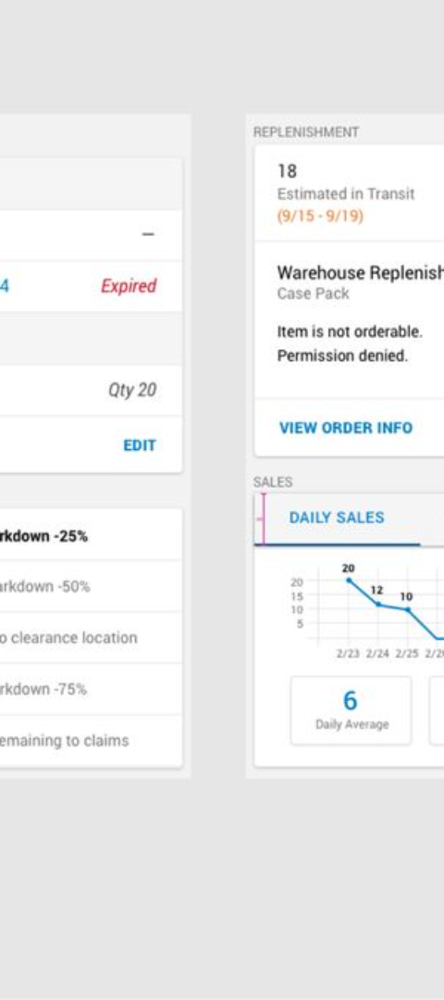 —
4
Expired
Qty 20
EDIT
rkdown -25%
arkdown -50%
o clearance location
rkdown -75%
emaining to claims
REPLENISHMENT
18
Estimated in Transit
(9/15 - 9/19)
Warehouse Replenish
Case Pack
Item is not orderable.
Permission denied.
VIEW ORDER INFO
SALES
DAILY SALES
20
12
10
20
15
10
5
2/23 2/24 2/25 2/2
6
Daily Average